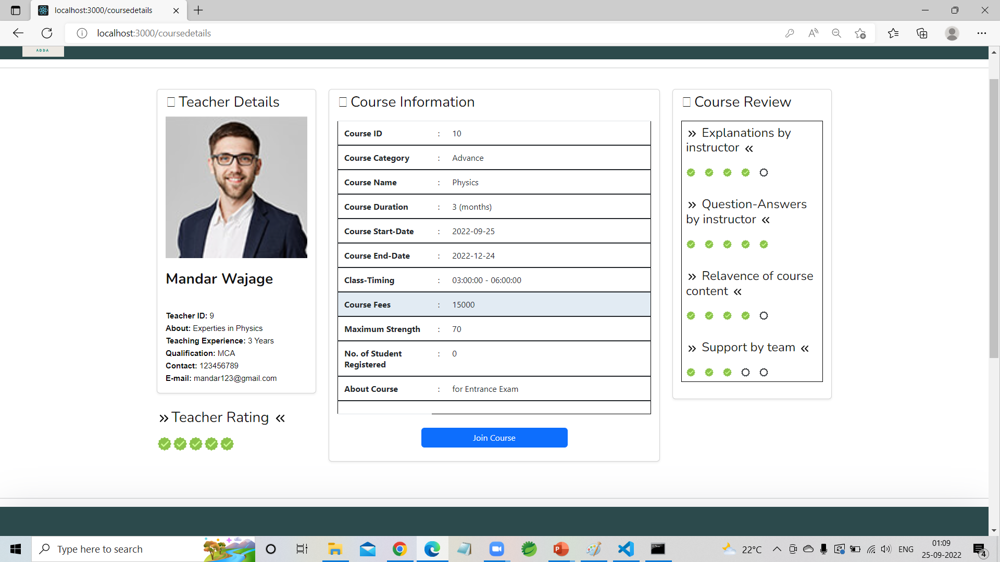 localhost:3000/coursedetails
localhost:3000/coursedetails
ADDA
Teacher Details
Mandar Wajage
Teacher ID: 9
About: Experties in Physics
Teaching Experience: 3 Years
Qualification: MCA
Contact: 123456789
E-mail: mandar123@gmail.com
» Teacher Rating «
Course Information
Course ID : 10
Course Category : Advance
Course Name : Physics
Course Duration : 3 (months)
Course Start-Date : 2022-09-25
Course End-Date : 2022-12-24
Class-Timing : 03:00:00 - 06:00:00
Course Fees : 15000
Maximum Strength : 70
No. of Student : 0
Registered
About Course : for Entrance Exam
Join Course
Course Review
» Explanations by
instructor «
» Question-Answers
by instructor «
» Relavence of course
content «
» Support by team «
Type here to search
22°C
ENG
01:09
25-09-2022
4